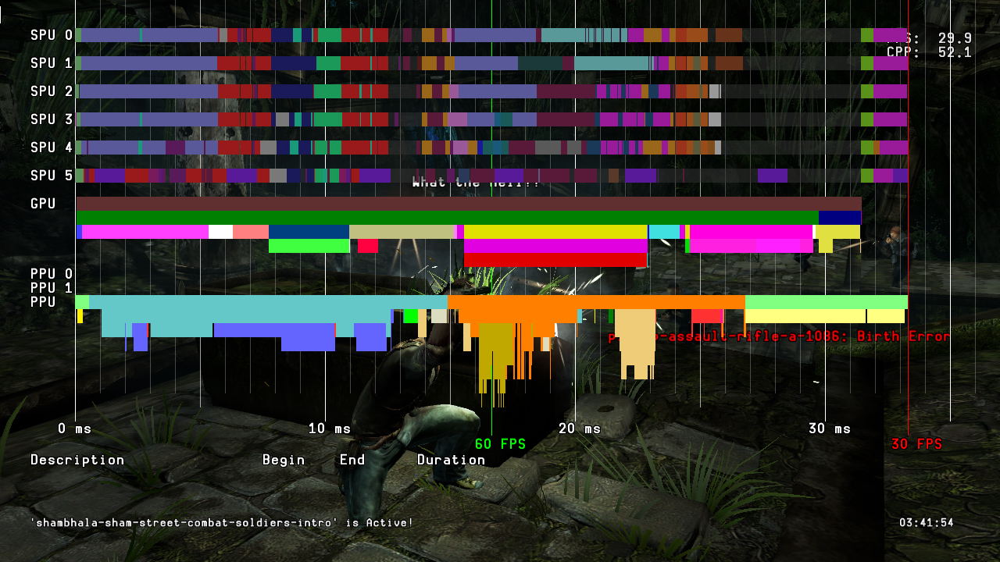 SPU 0
S: 29.9
CPP: 52.1
SPU 1
SPU 2
SPU 3
SPU 4
SPU 5
What the hell!?
GPU
PPU 0
PPU 1
PPU
-assault-rifle-a-1086: Birth Error
0 ms 10 ms 20 ms 30 ms
60 FPS 30 FPS
Description Begin End Duration
'shambhala-sham-street-combat-soldiers-intro' is Active! 03:41:54